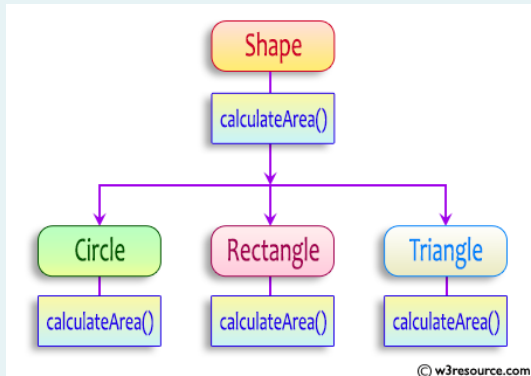 Shape
calculateArea()
Circle
Rectangle
Triangle
calculateArea()
calculateArea()
calculateArea()
© w3resource.com